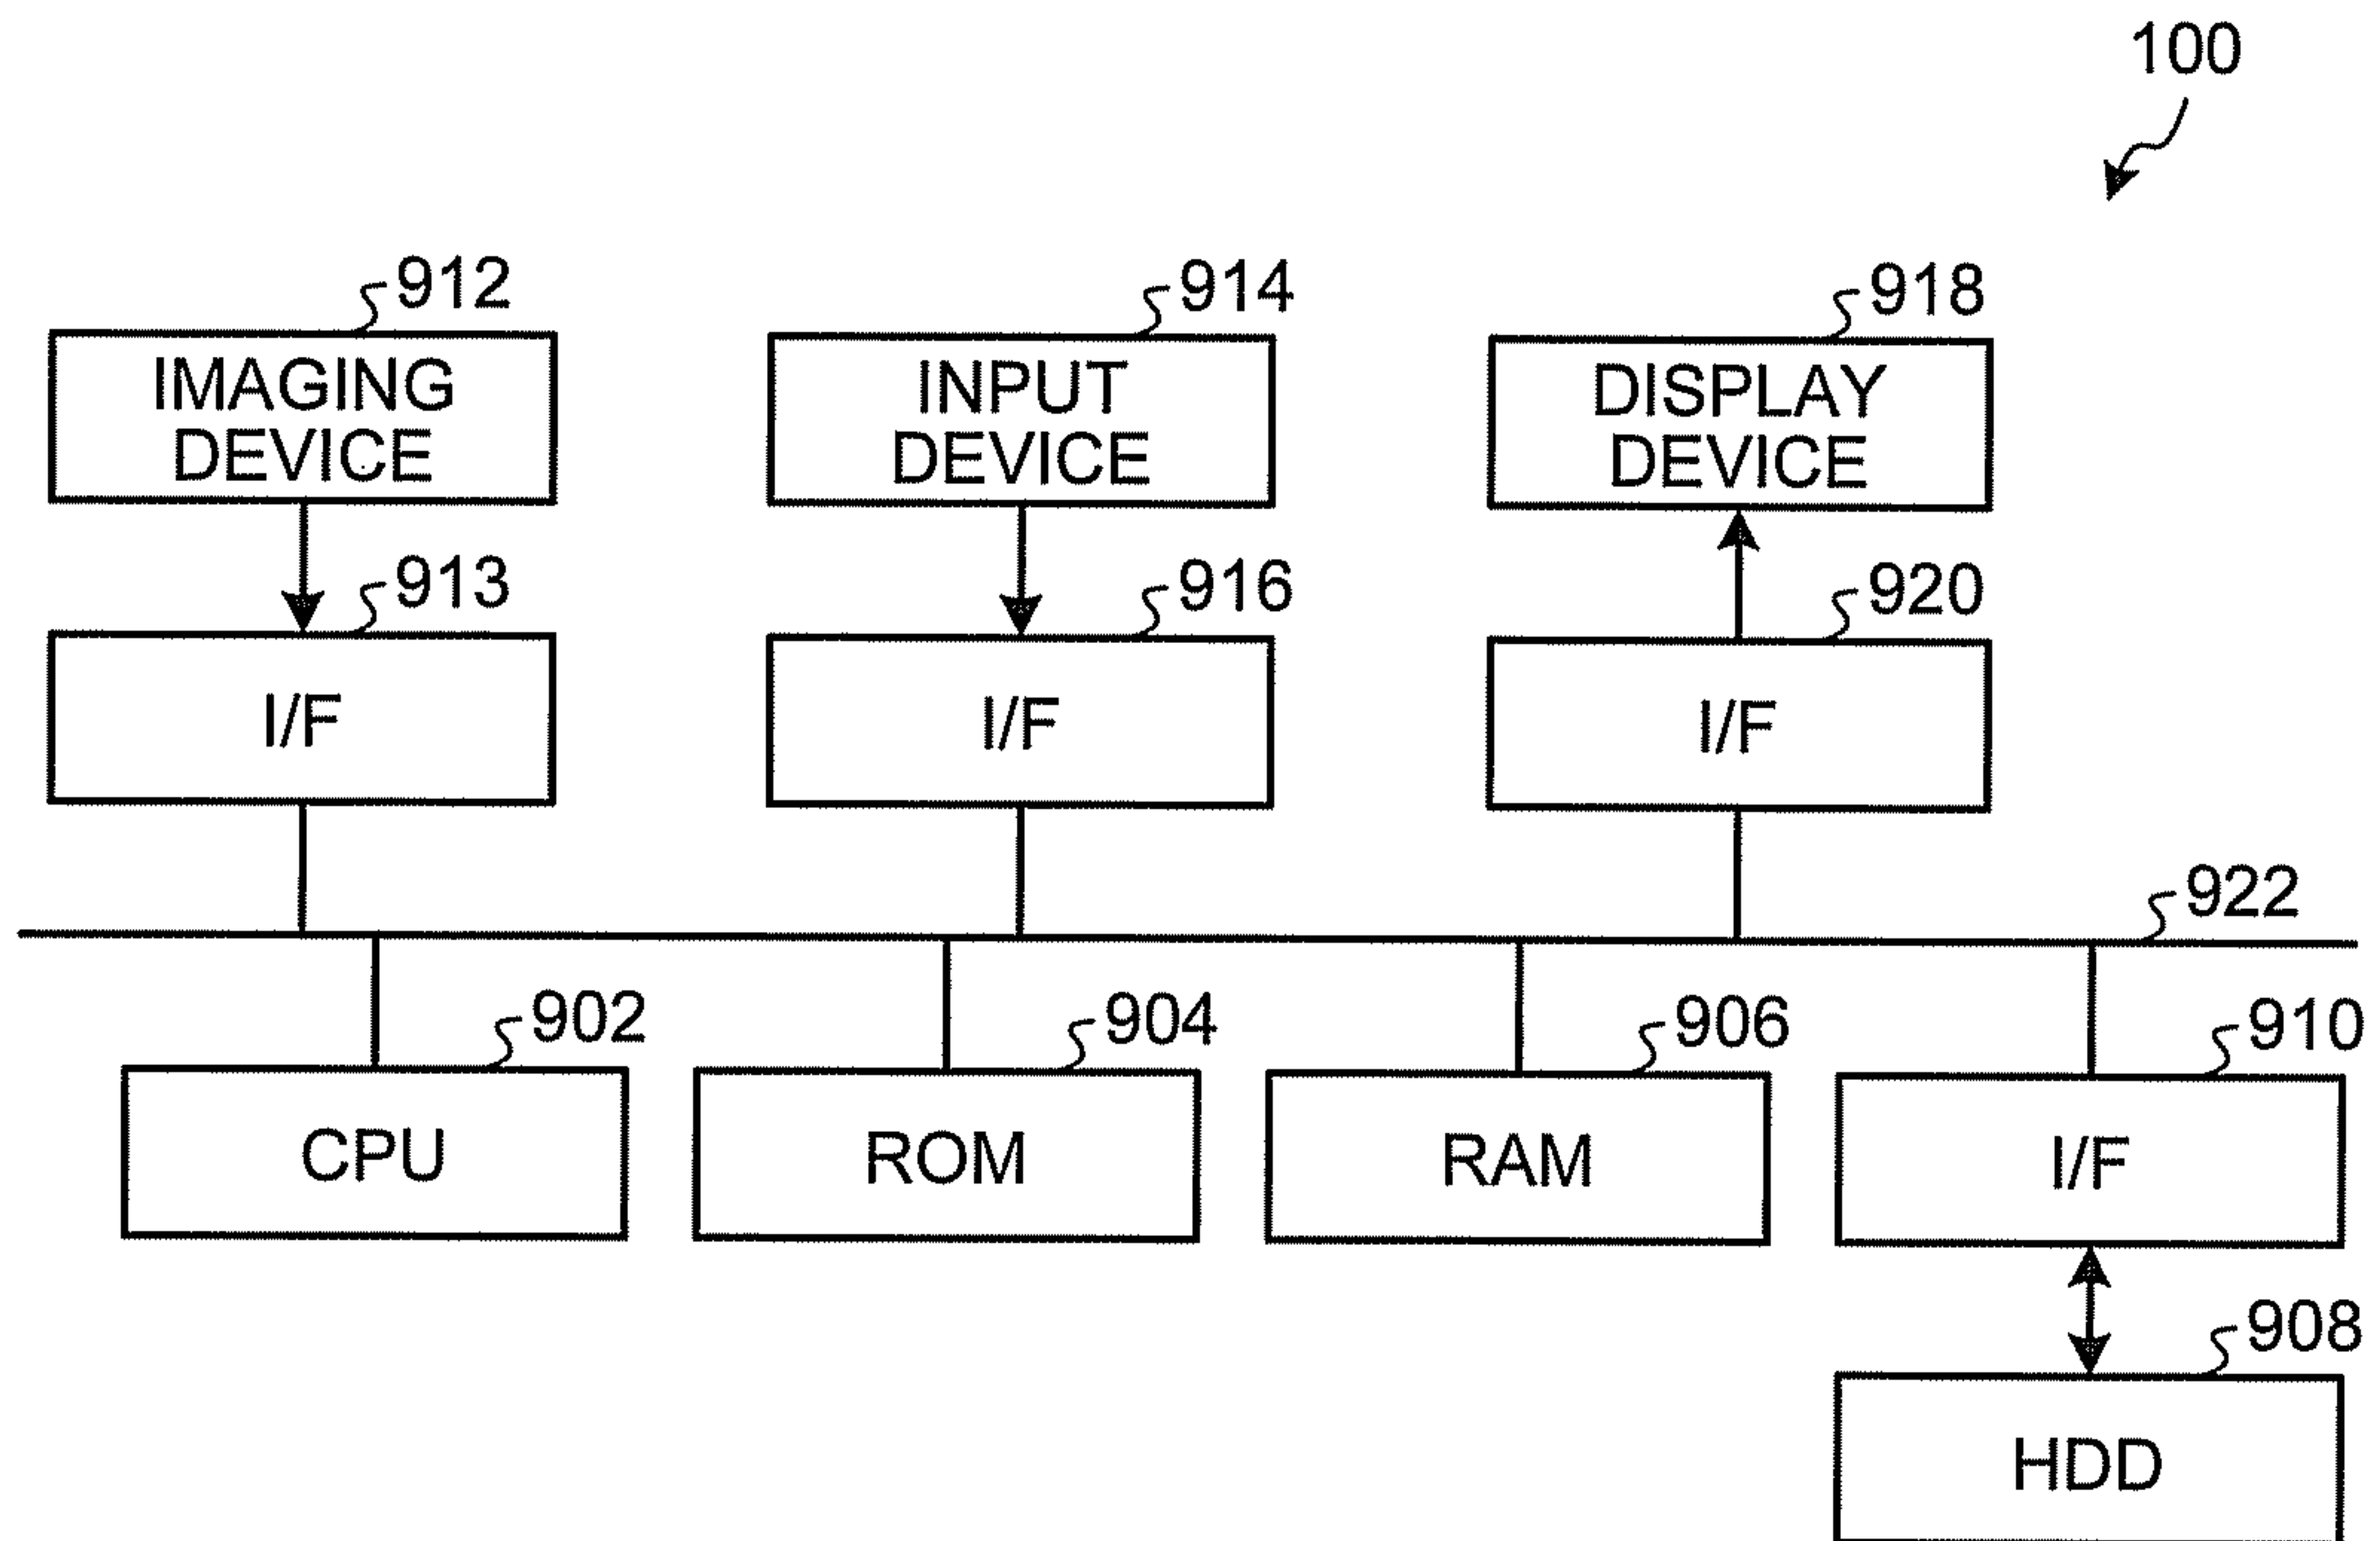 100
912
914
918
IMAGING
DEVICE
INPUT
DEVICE
DISPLAY
DEVICE
913
916
920
I/F
I/F
I/F
922
902
904
906
910
CPU
ROM
RAM
I/F
908
HDD